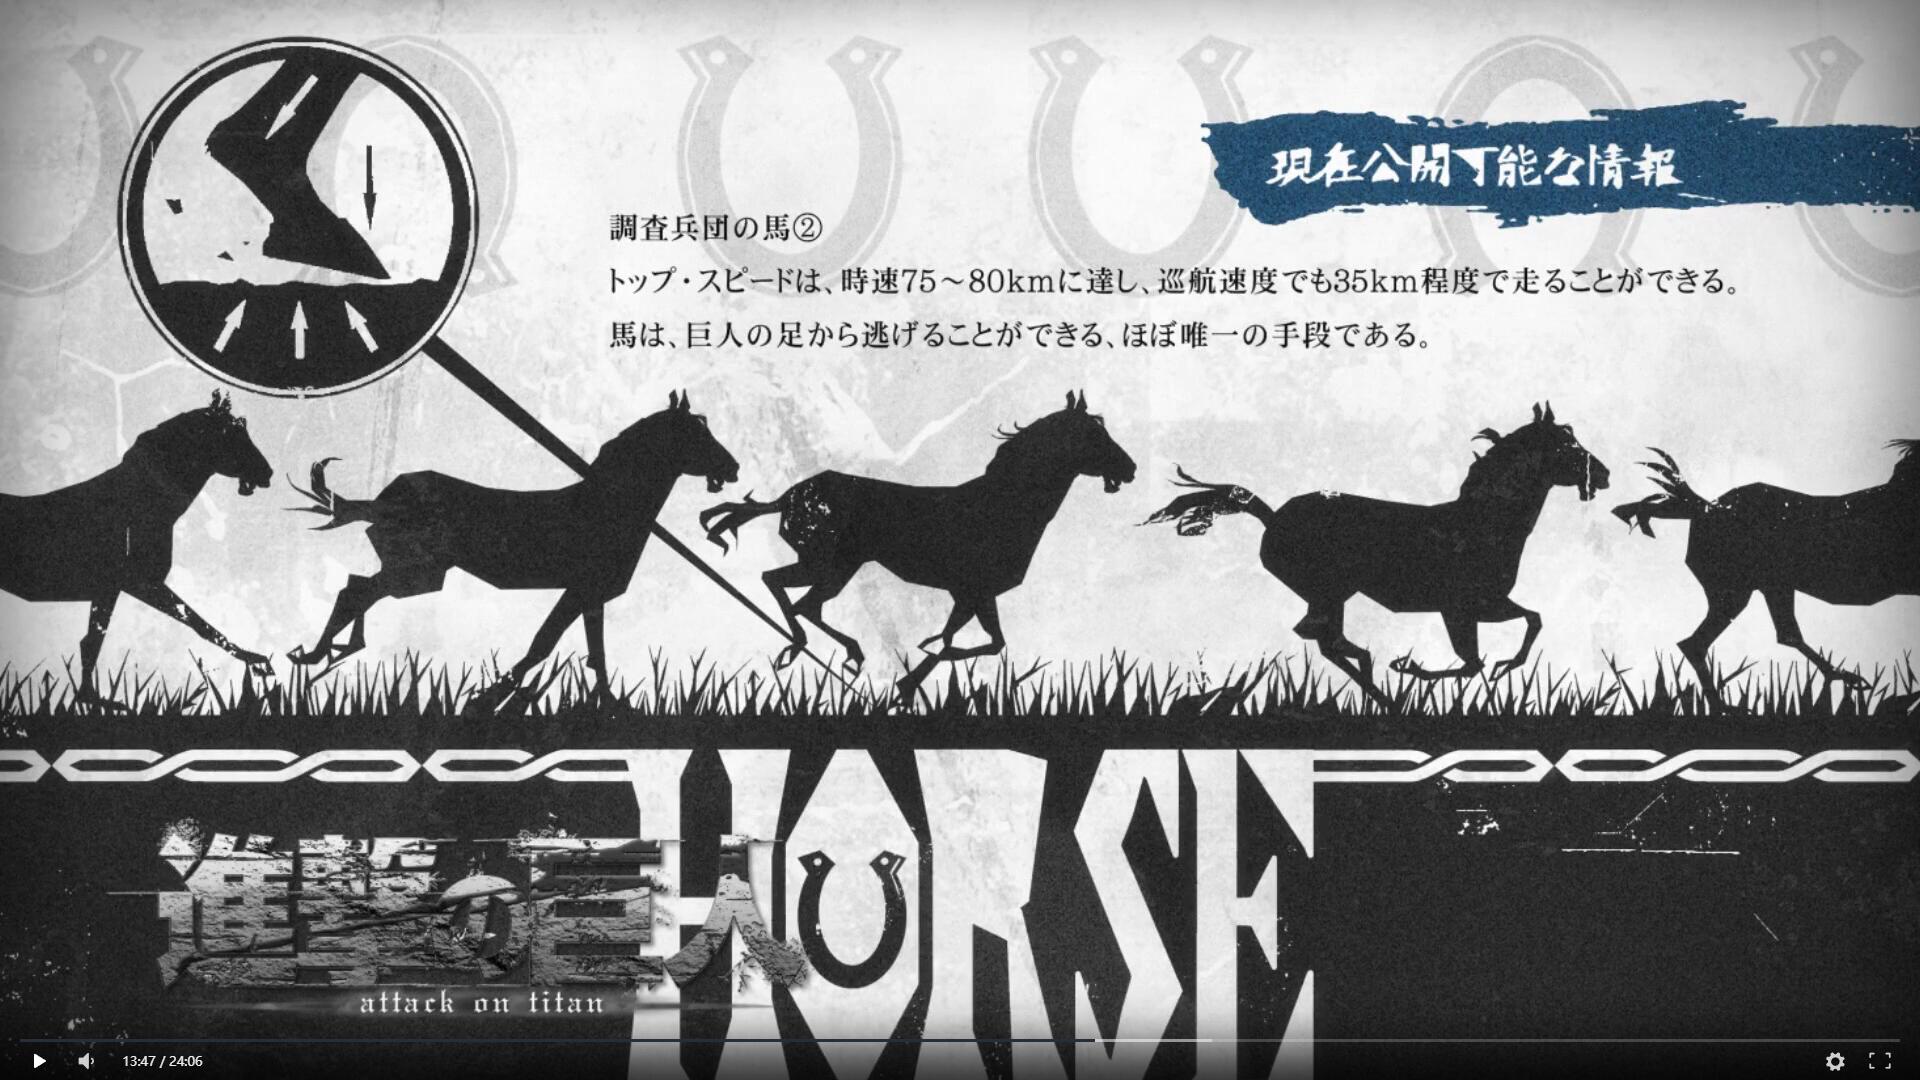 現在公開可能な情報
調査兵団の馬②
トップ・スピードは、時速75～80kmに達し、巡航速度でも35km程度で走ることができる。
馬は、巨人の足から逃げることができる、ほぼ唯一の手段である。
HORSE
進撃の巨人
attack on titan
13:47 / 24:06